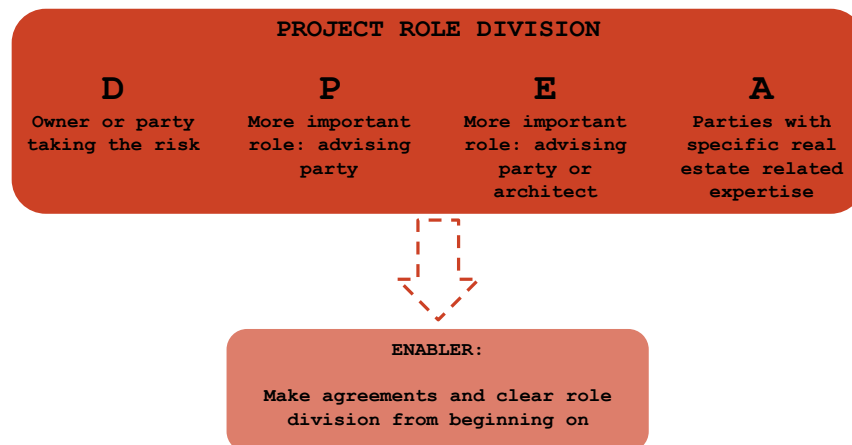 PROJECT ROLE DIVISION
D
Owner or party
taking the risk
P
More important
role: advising
party
E
More important
role: advising
party or
architect
A
Parties with
specific real
estate related
expertise
ENABLER:
Make agreements and clear role
division from beginning on